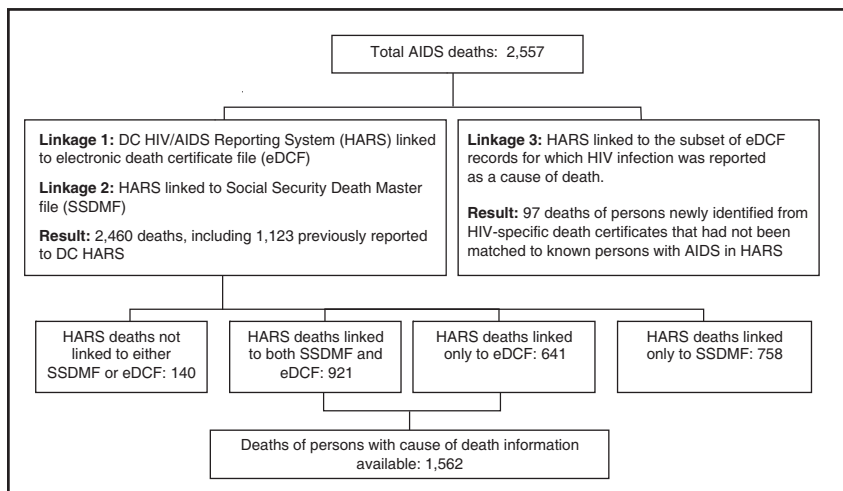 Total AIDS deaths: 2,557
Linkage 1: DC HIV/AIDS Reporting System (HARS) linked
to electronic death certificate file (eDCF)
Linkage 2: HARS linked to Social Security Death Master
file (SSDMF)
Result: 2,460 deaths, including 1,123 previously reported
to DC HARS
Linkage 3: HARS linked to the subset of eDCF
records for which HIV infection was reported
as a cause of death.
Result: 97 deaths of persons newly identified from
HIV-specific death certificates that had not been
matched to known persons with AIDS in HARS
HARS deaths not
linked to either
SSDMF or eDCF: 140
HARS deaths linked
to both SSDMF and
eDCF: 921
HARS deaths linked
only to eDCF: 641
HARS deaths linked
only to SSDMF: 758
Deaths of persons with cause of death information
available: 1,562